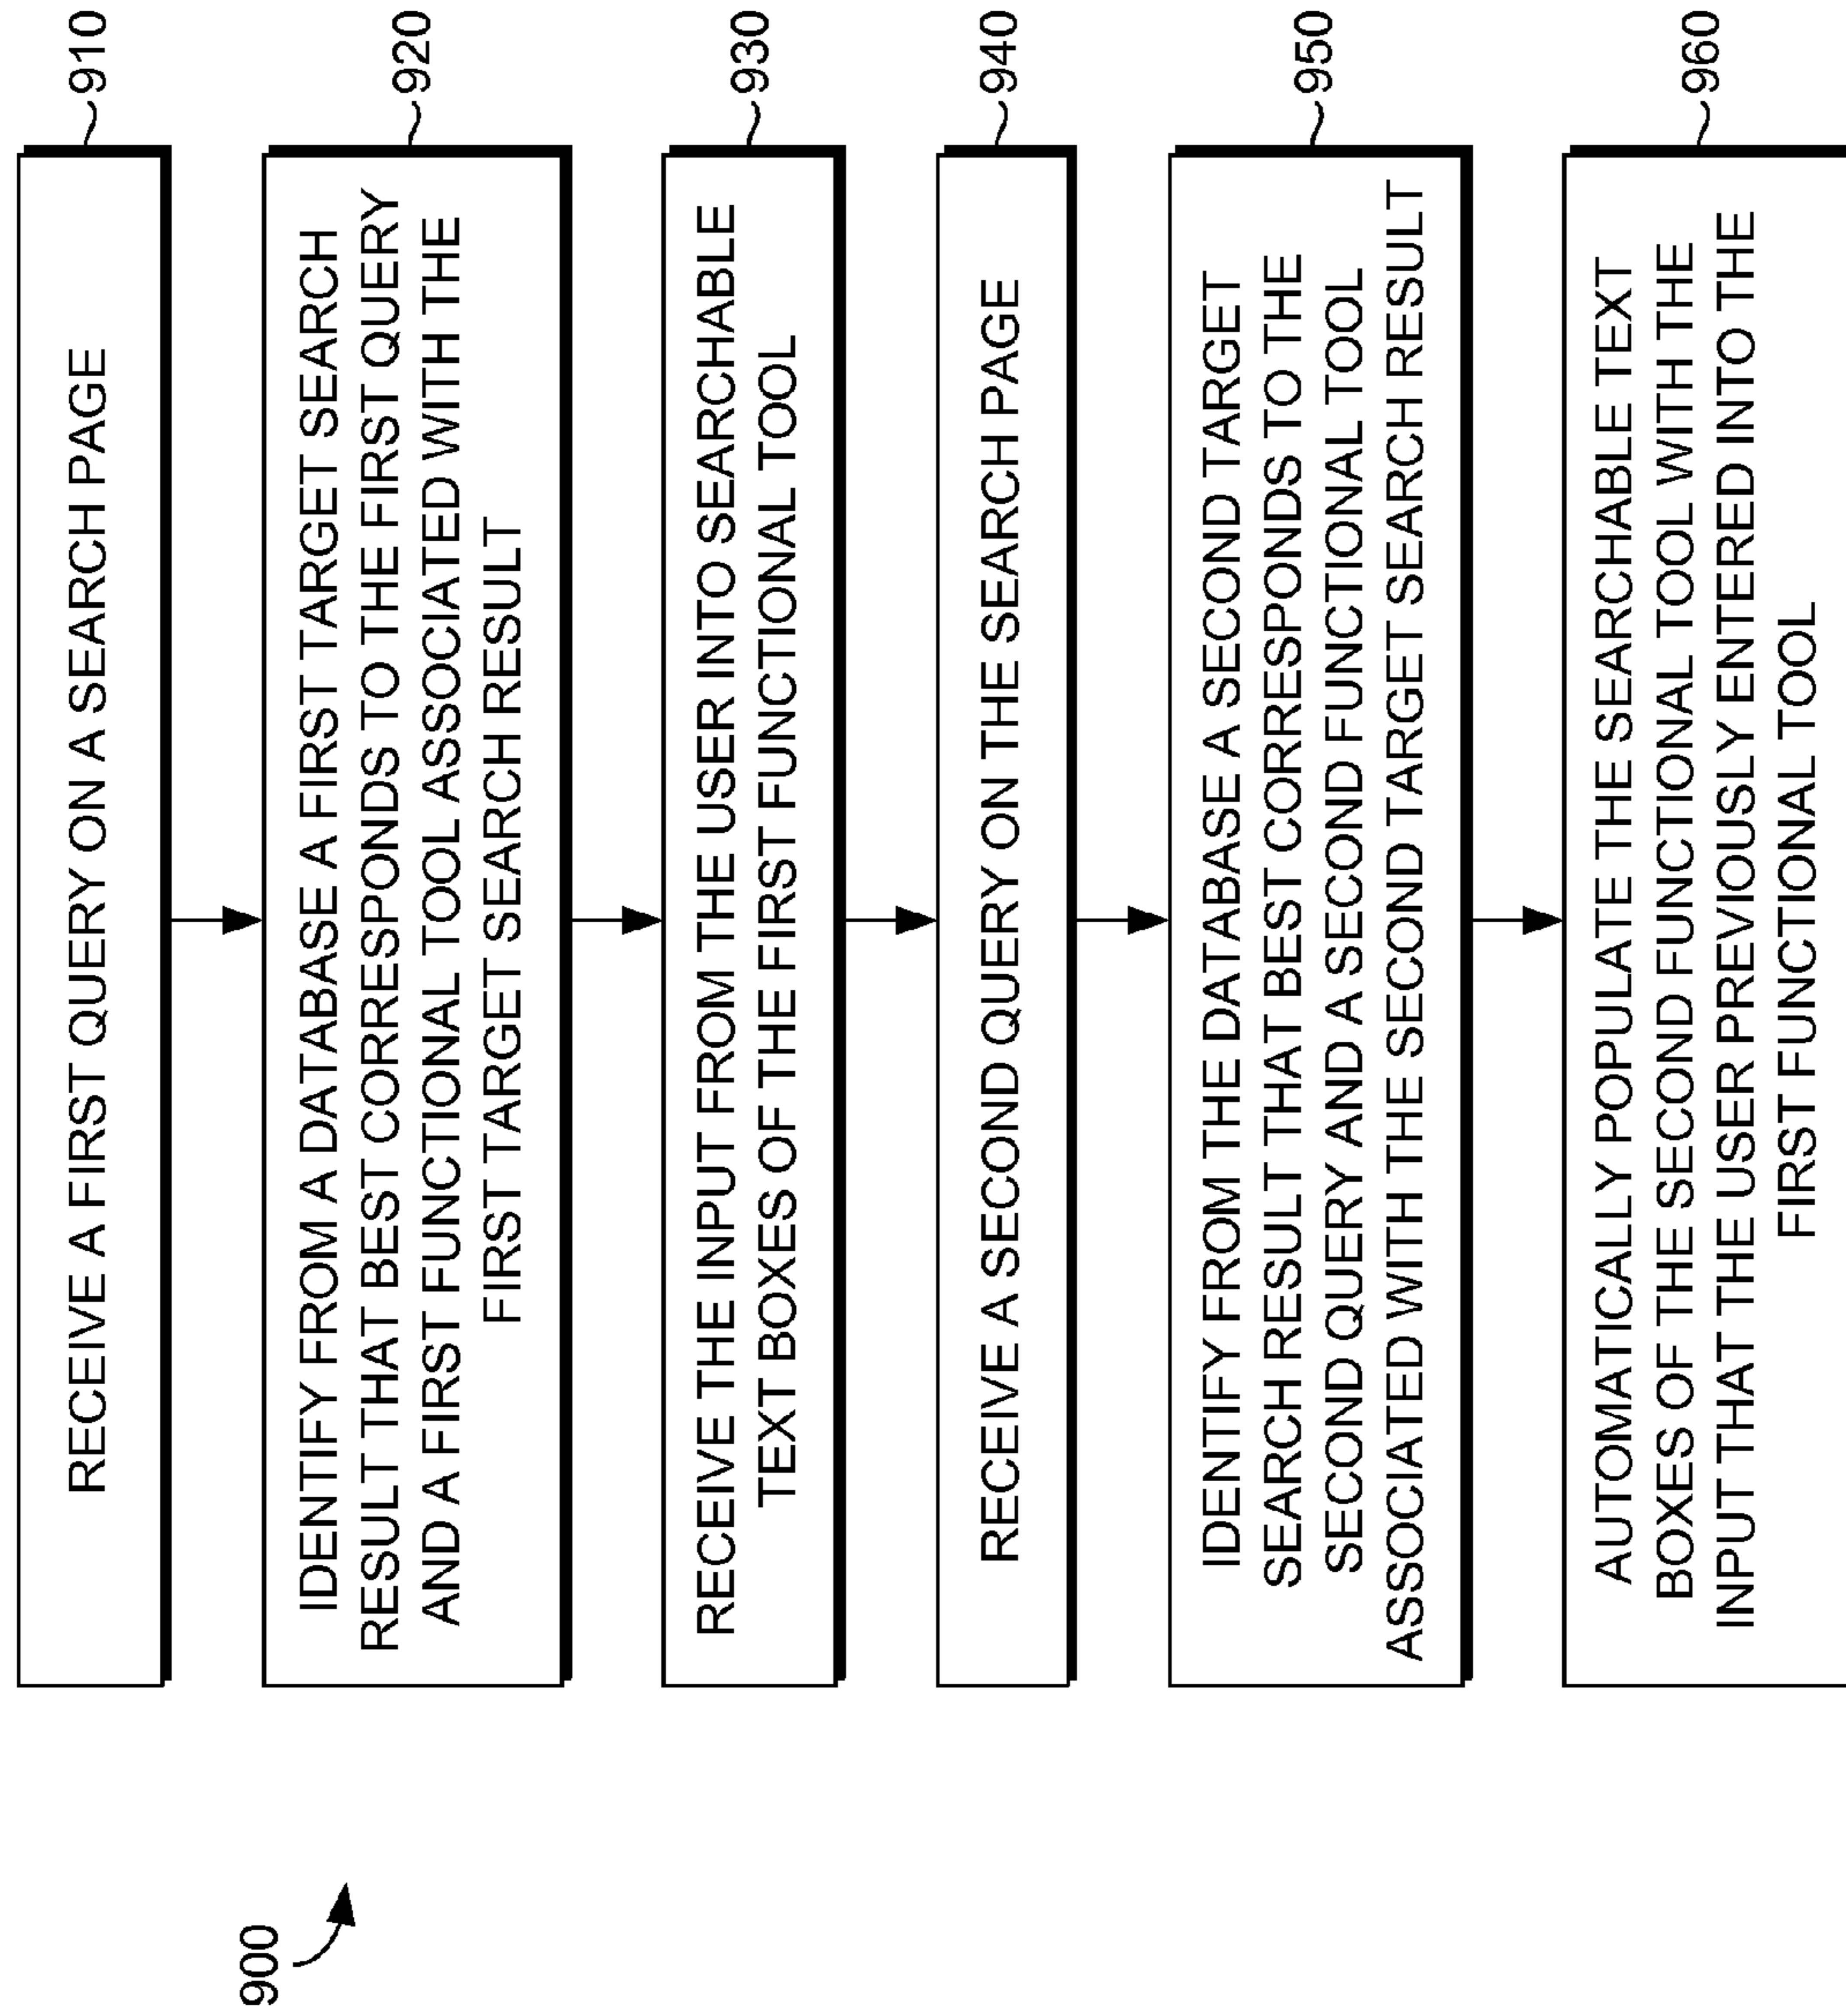 900
RECEIVE A FIRST QUERY ON A SEARCH PAGE
910
IDENTIFY FROM A DATABASE A FIRST TARGET SEARCH
RESULT THAT BEST CORRESPONDS TO THE FIRST QUERY
AND A FIRST FUNCTIONAL TOOL ASSOCIATED WITH THE
FIRST TARGET SEARCH RESULT
920
RECEIVE THE INPUT FROM THE USER INTO SEARCHABLE
TEXT BOXES OF THE FIRST FUNCTIONAL TOOL
930
RECEIVE A SECOND QUERY ON THE SEARCH PAGE
940
IDENTIFY FROM THE DATABASE A SECOND TARGET
SEARCH RESULT THAT BEST CORRESPONDS TO THE
SECOND QUERY AND A SECOND FUNCTIONAL TOOL
ASSOCIATED WITH THE SECOND TARGET SEARCH RESULT
950
AUTOMATICALLY POPULATE THE SEARCHABLE TEXT
BOXES OF THE SECOND FUNCTIONAL TOOL WITH THE
INPUT THAT THE USER PREVIOUSLY ENTERED INTO THE
FIRST FUNCTIONAL TOOL
960